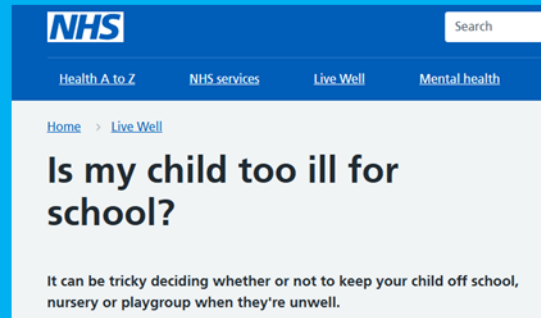 NHS
Search
Health A to Z NHS services Live Well Mental health
Home > Live Well
Is my child too ill for
school?
It can be tricky deciding whether or not to keep your child off school,
nursery or playgroup when they're unwell.